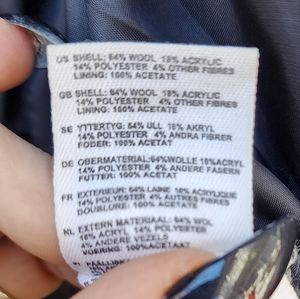 US SHELL: 64% WOOL 18% ACRYLIC
14% POLYESTER 4% OTHER FIBRES
LINING: 100% ACETATE
GB SHELL: 64% WOOL 18% ACRYLIC
14% POLYESTER 4% OTHER FIBRES
LINING: 100% ACETATE
SE YTTERTYG: 64% ULL 18% AKRYL
14% POLYESTER 4% ANDRA FIBRER
FODER: 100% ACETAT
DE OBERMATERIAL:64%WOLLE 18%ACRYL
14% POLYESTER 4% ANDERE FASERN
FUTTER: 100% ACETAT
FR EXTERIEUR: 64% LAINE 18% ACRYLIQUE
14% POLYESTER 4% AUTRES FIBRES
DOUBLURE: 100% ACETAT
NL EXTERN MATERIAAL: 64% WOL
18% ACRYL 14% POLYESTER
4% ANDERE VEZELS
VOERING: 100%ACETAAT